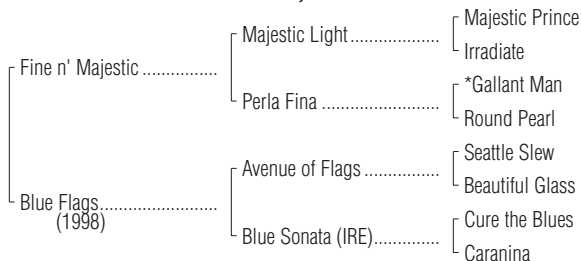 Majestic Prince
Majestic Light....................
Irradiate
Fine n' Majestic ................
*Gallant Man
Perla Fina .........................
Round Pearl
Seattle Slew
Avenue of Flags................
Beautiful Glass
Blue Flags.........................
(1998)
Cure the Blues
Blue Sonata (IRE)..............
Caranina